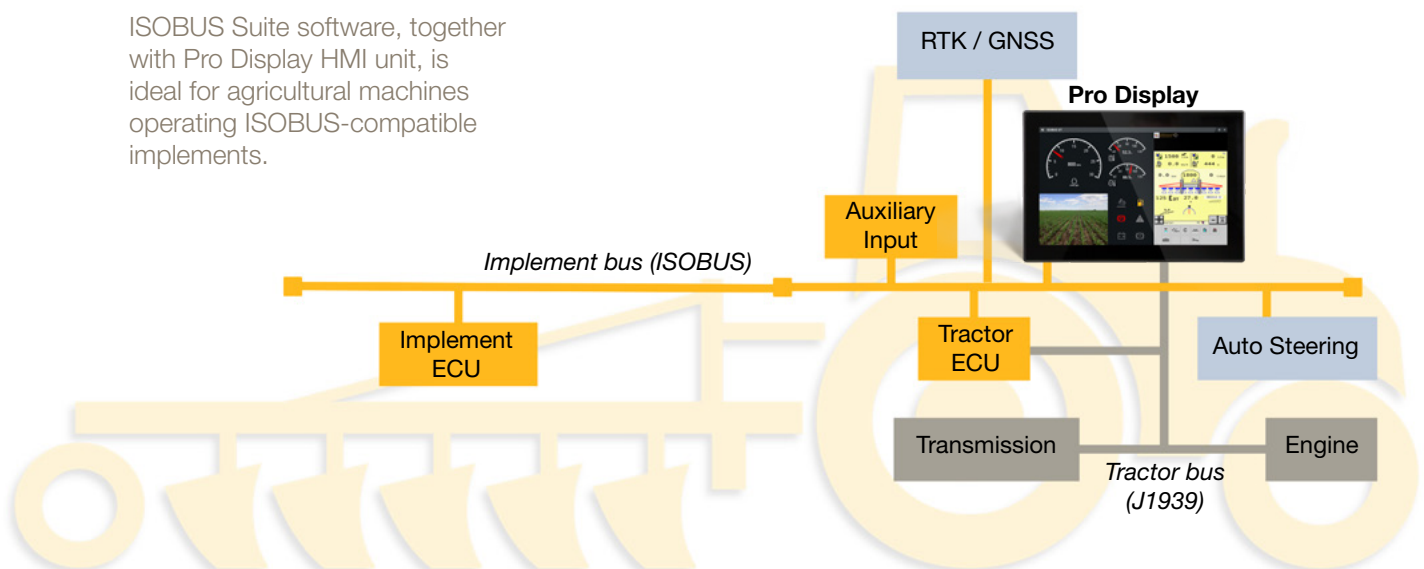 ISOBUS Suite software, together
with Pro Display HMI unit, is
ideal for agricultural machines
operating ISOBUS-compatible
implements.
RTK / GNSS
Pro Display
Auxiliary
Input
Implement bus (ISOBUS)
Implement
ECU
Tractor
ECU
Auto Steering
Transmission
Engine
Tractor bus
(J1939)